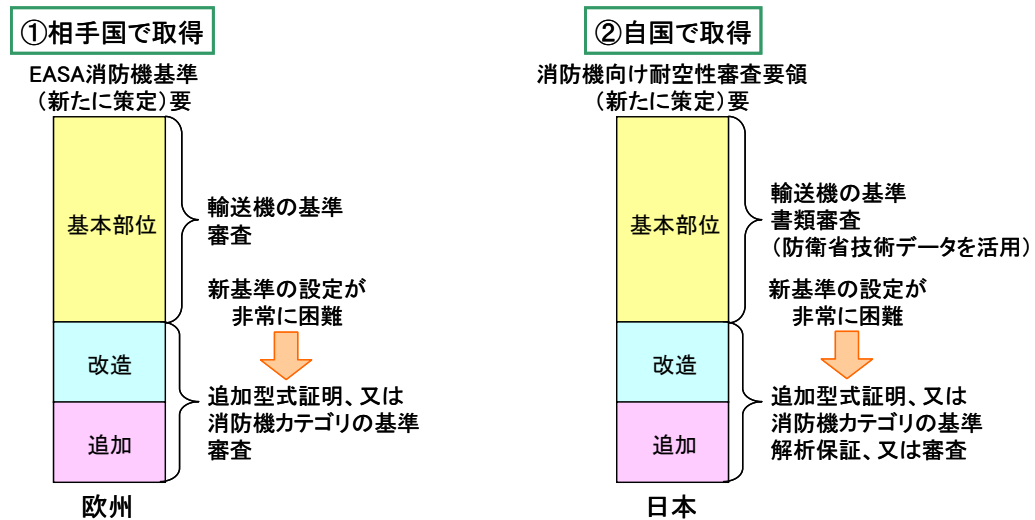 ①相手国で取得
EASA消防機基準
(新たに策定)要
基本部位
輸送機の基準
審査
新基準の設定が
非常に困難
改造
追加
追加型式証明、又は
消防機カテゴリの基準
審査
欧州
②自国で取得
消防機向け耐空性審査要領
(新たに策定)要
基本部位
輸送機の基準
書類審査
(防衛省技術データを活用)
新基準の設定が
非常に困難
改造
追加
追加型式証明、又は
消防機カテゴリの基準
解析保証、又は審査
日本